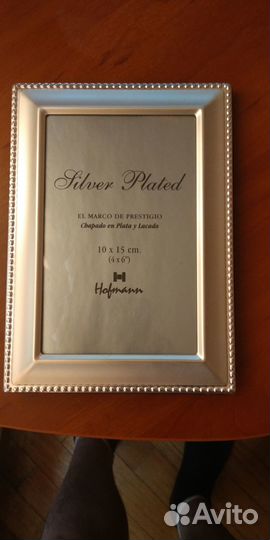 Silver Plated
EL MARCO DE PRESTIGIO
Chapado en Plata y Lacado
10 x 15 cm.
(4 x 6")
Hofmann
Avito